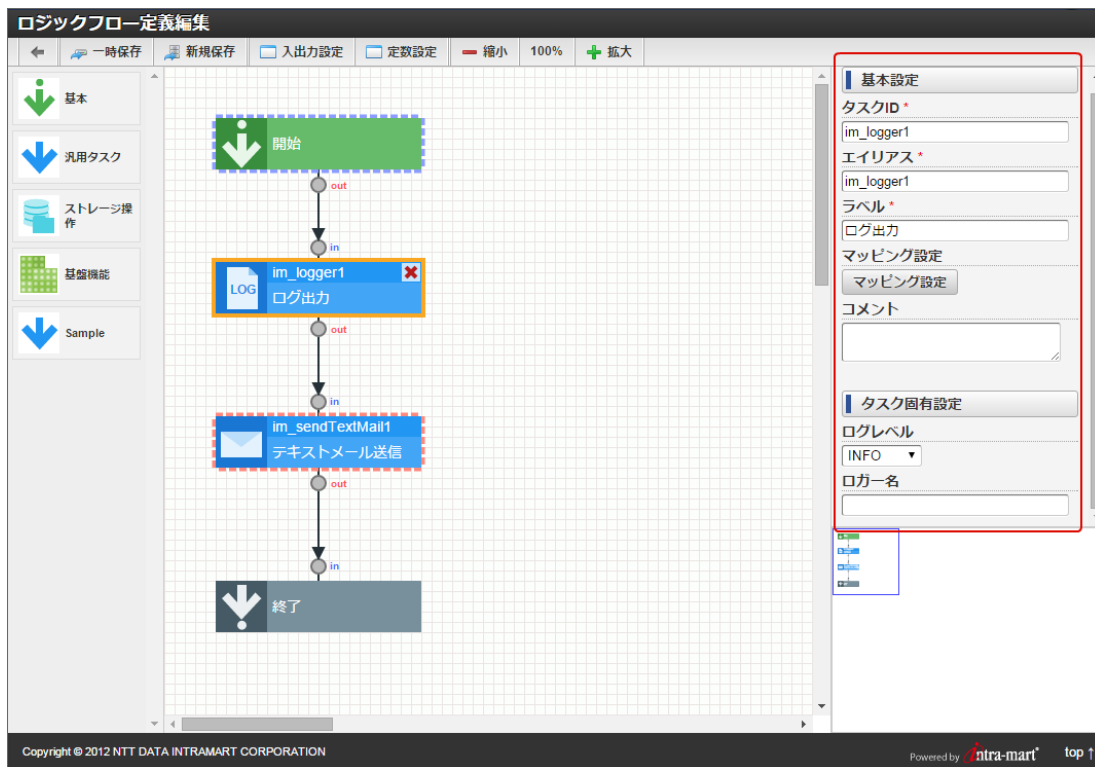 ロジックフロー定義編集
一時保存 新規保存 入出力設定 定数設定 縮小 100% 拡大
基本
汎用タスク
ストレージ操
作
基盤機能
Sample
開始
out
in
im_logger1
LOG
ログ出力
out
in
im_sendTextMail1
テキストメール送信
out
in
終了
基本設定
タスクID *
im_logger1
エイリアス *
im_logger1
ラベル *
ログ出力
マッピング設定
マッピング設定
コメント
タスク固有設定
ログレベル
INFO
ロガー名
Copyright © 2012 NTT DATA INTRAMART CORPORATION
Powered by intra-mart
top ↑